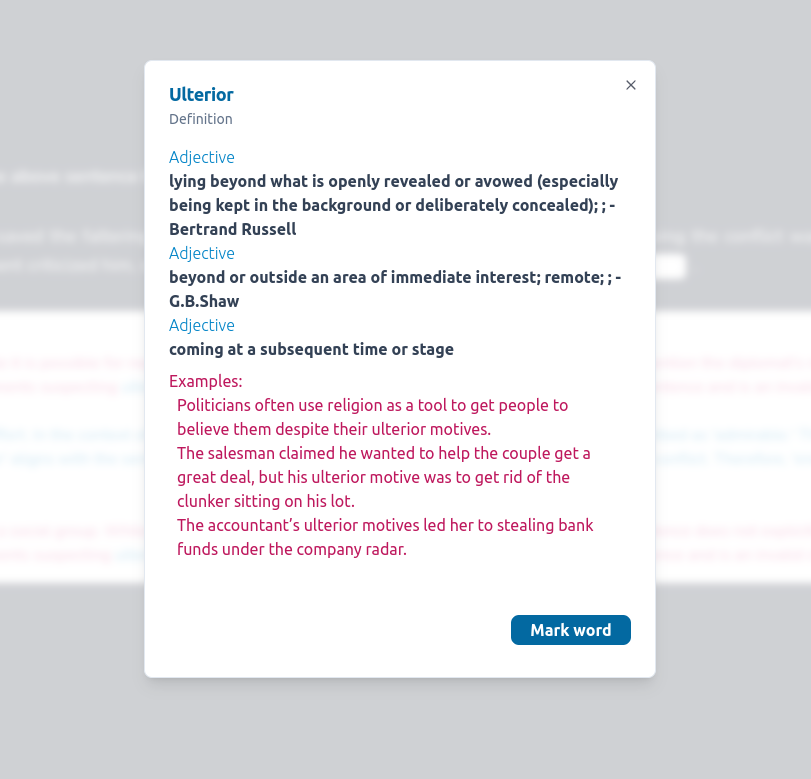 Ulterior
Definition
Adjective
lying beyond what is openly revealed or avowed (especially
being kept in the background or deliberately concealed); ; -
Bertrand Russell
Adjective
beyond or outside an area of immediate interest; remote; ; -
G.B.Shaw
Adjective
coming at a subsequent time or stage
Examples:
Politicians often use religion as a tool to get people to
believe them despite their ulterior motives.
The salesman claimed he wanted to help the couple get a
great deal, but his ulterior motive was to get rid of the
clunker sitting on his lot.
The accountant’s ulterior motives led her to stealing bank
funds under the company radar.
Mark word